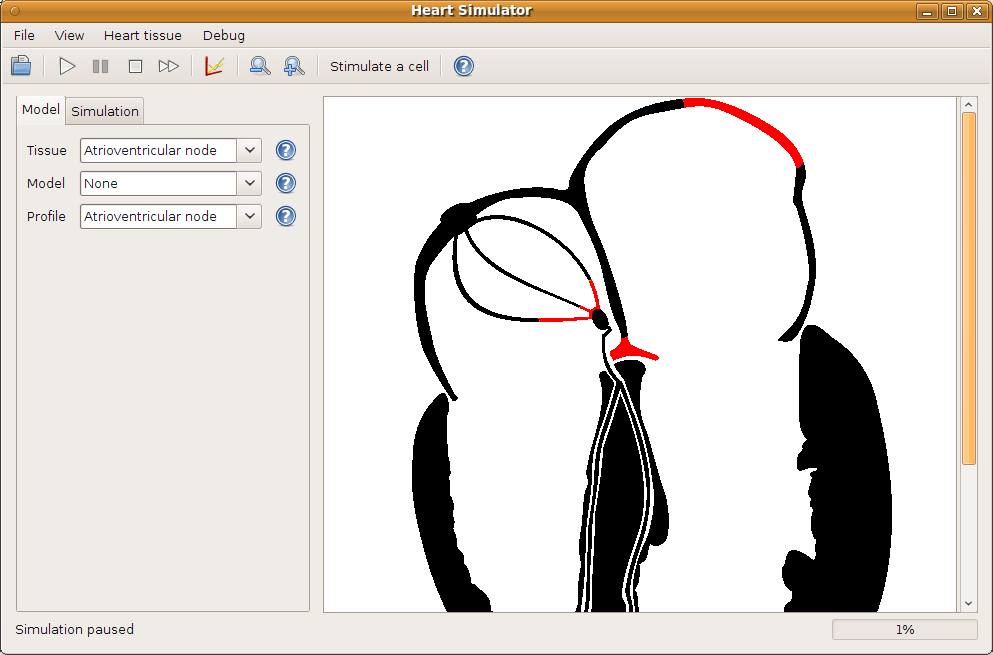 Heart Simulator
File View Heart tissue Debug
Stimulate a cell
Model Simulation
Tissue Atrioventricular node
Model None
Profile Atrioventricular node
Simulation paused 1%